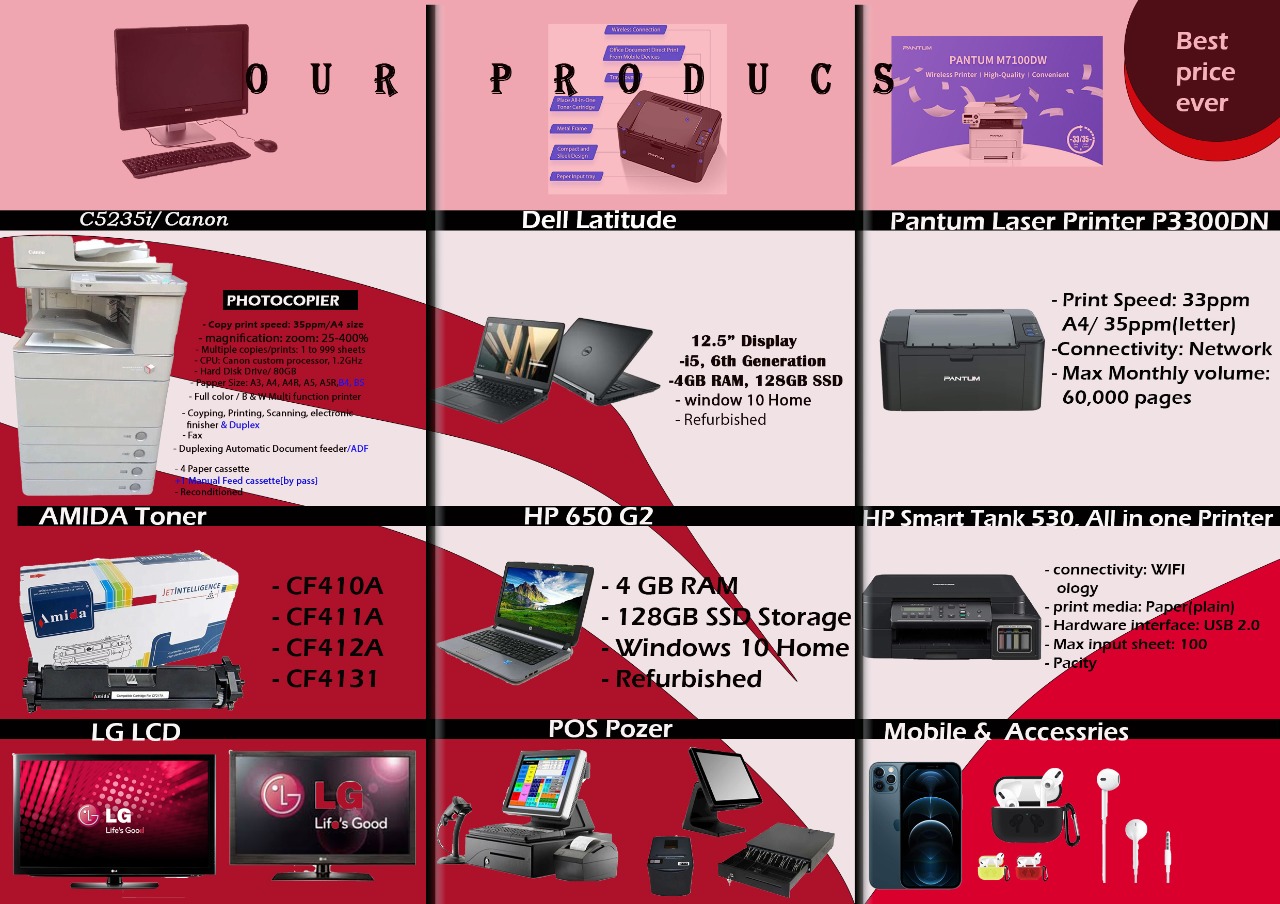 OUR PRODUCS
Wireless Connection
Office Document Direct Print
From Mobile Devices
Place All-in-One
Toner Cartridge
Metal Frame
Compact and
Sleek Design
Paper Input tray
PANTUM
PANTUM
PANTUM M7100DW
Wireless Printer | High-Quality | Convenient
33/35
Best
price
ever
C5235i/ Canon
Dell Latitude
Pantum Laser Printer P3300DN
Canon
PHOTOCOPIER
- Copy print speed: 35ppm/A4 size
- magnification: zoom: 25-400%
- Multiple copies/prints: 1 to 999 sheets
- CPU: Canon custom processor, 1.2GHz
- Hard Disk Drive/ 80GB
- Papper Size: A3, A4, A4R, A5, A5R,B4, B5
- Full color / B & W Multi function printer
- Coyping, Printing, Scanning, electronic
finisher & Duplex
- Fax
- Duplexing Automatic Document feeder/ADF
- 4 Paper cassette
+1 Manual Feed cassette[by pass]
- Reconditioned
12.5” Display
-i5, 6th Generation
-4GB RAM, 128GB SSD
- window 10 Home
- Refurbished
PANTUM
- Print Speed: 33ppm
A4/ 35ppm(letter)
-Connectivity: Network
- Max Monthly volume:
60,000 pages
AMIDA Toner
HP 650 G2
HP Smart Tank 530, All in one Printer
JETINTELLIGENCE
Amida
Amida
- CF410A
- CF411A
- CF412A
- CF4131
- 4 GB RAM
- 128GB SSD Storage
- Windows 10 Home
- Refurbished
- connectivity: WIFI
ology
- print media: Paper(plain)
- Hardware interface: USB 2.0
- Max input sheet: 100
- Pacity
LG LCD
POS Pozer
Mobile & Accessries
LG
Life's Good
LG
Life's Good